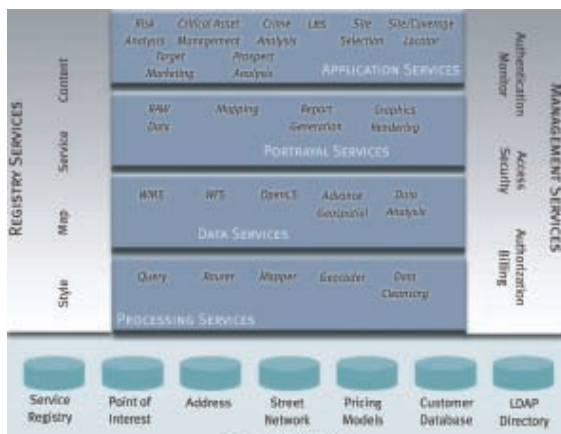 Risk Critical Asset Crime LBS Site Site/Coverage
Analysis Management Analysis Selection Locator
Target Prospect
Marketing Analysis
APPLICATION SERVICES
RAW Mapping Report Graphics
Data Generation Rendering
PORTRAYAL SERVICES
WMS WFS OpenLS Advance Data
Geospatial Analysis
DATA SERVICES
Query Router Mapper Geocoder Data
Cleansing
PROCESSING SERVICES
REGISTRY SERVICES
Content
Service
Map
Style
MANAGEMENT SERVICES
Authentication
Monitor
Access
Security
Authorization
Billing
Service Point of Address Street Pricing Customer LDAP
Registry Interest Network Models Database Directory